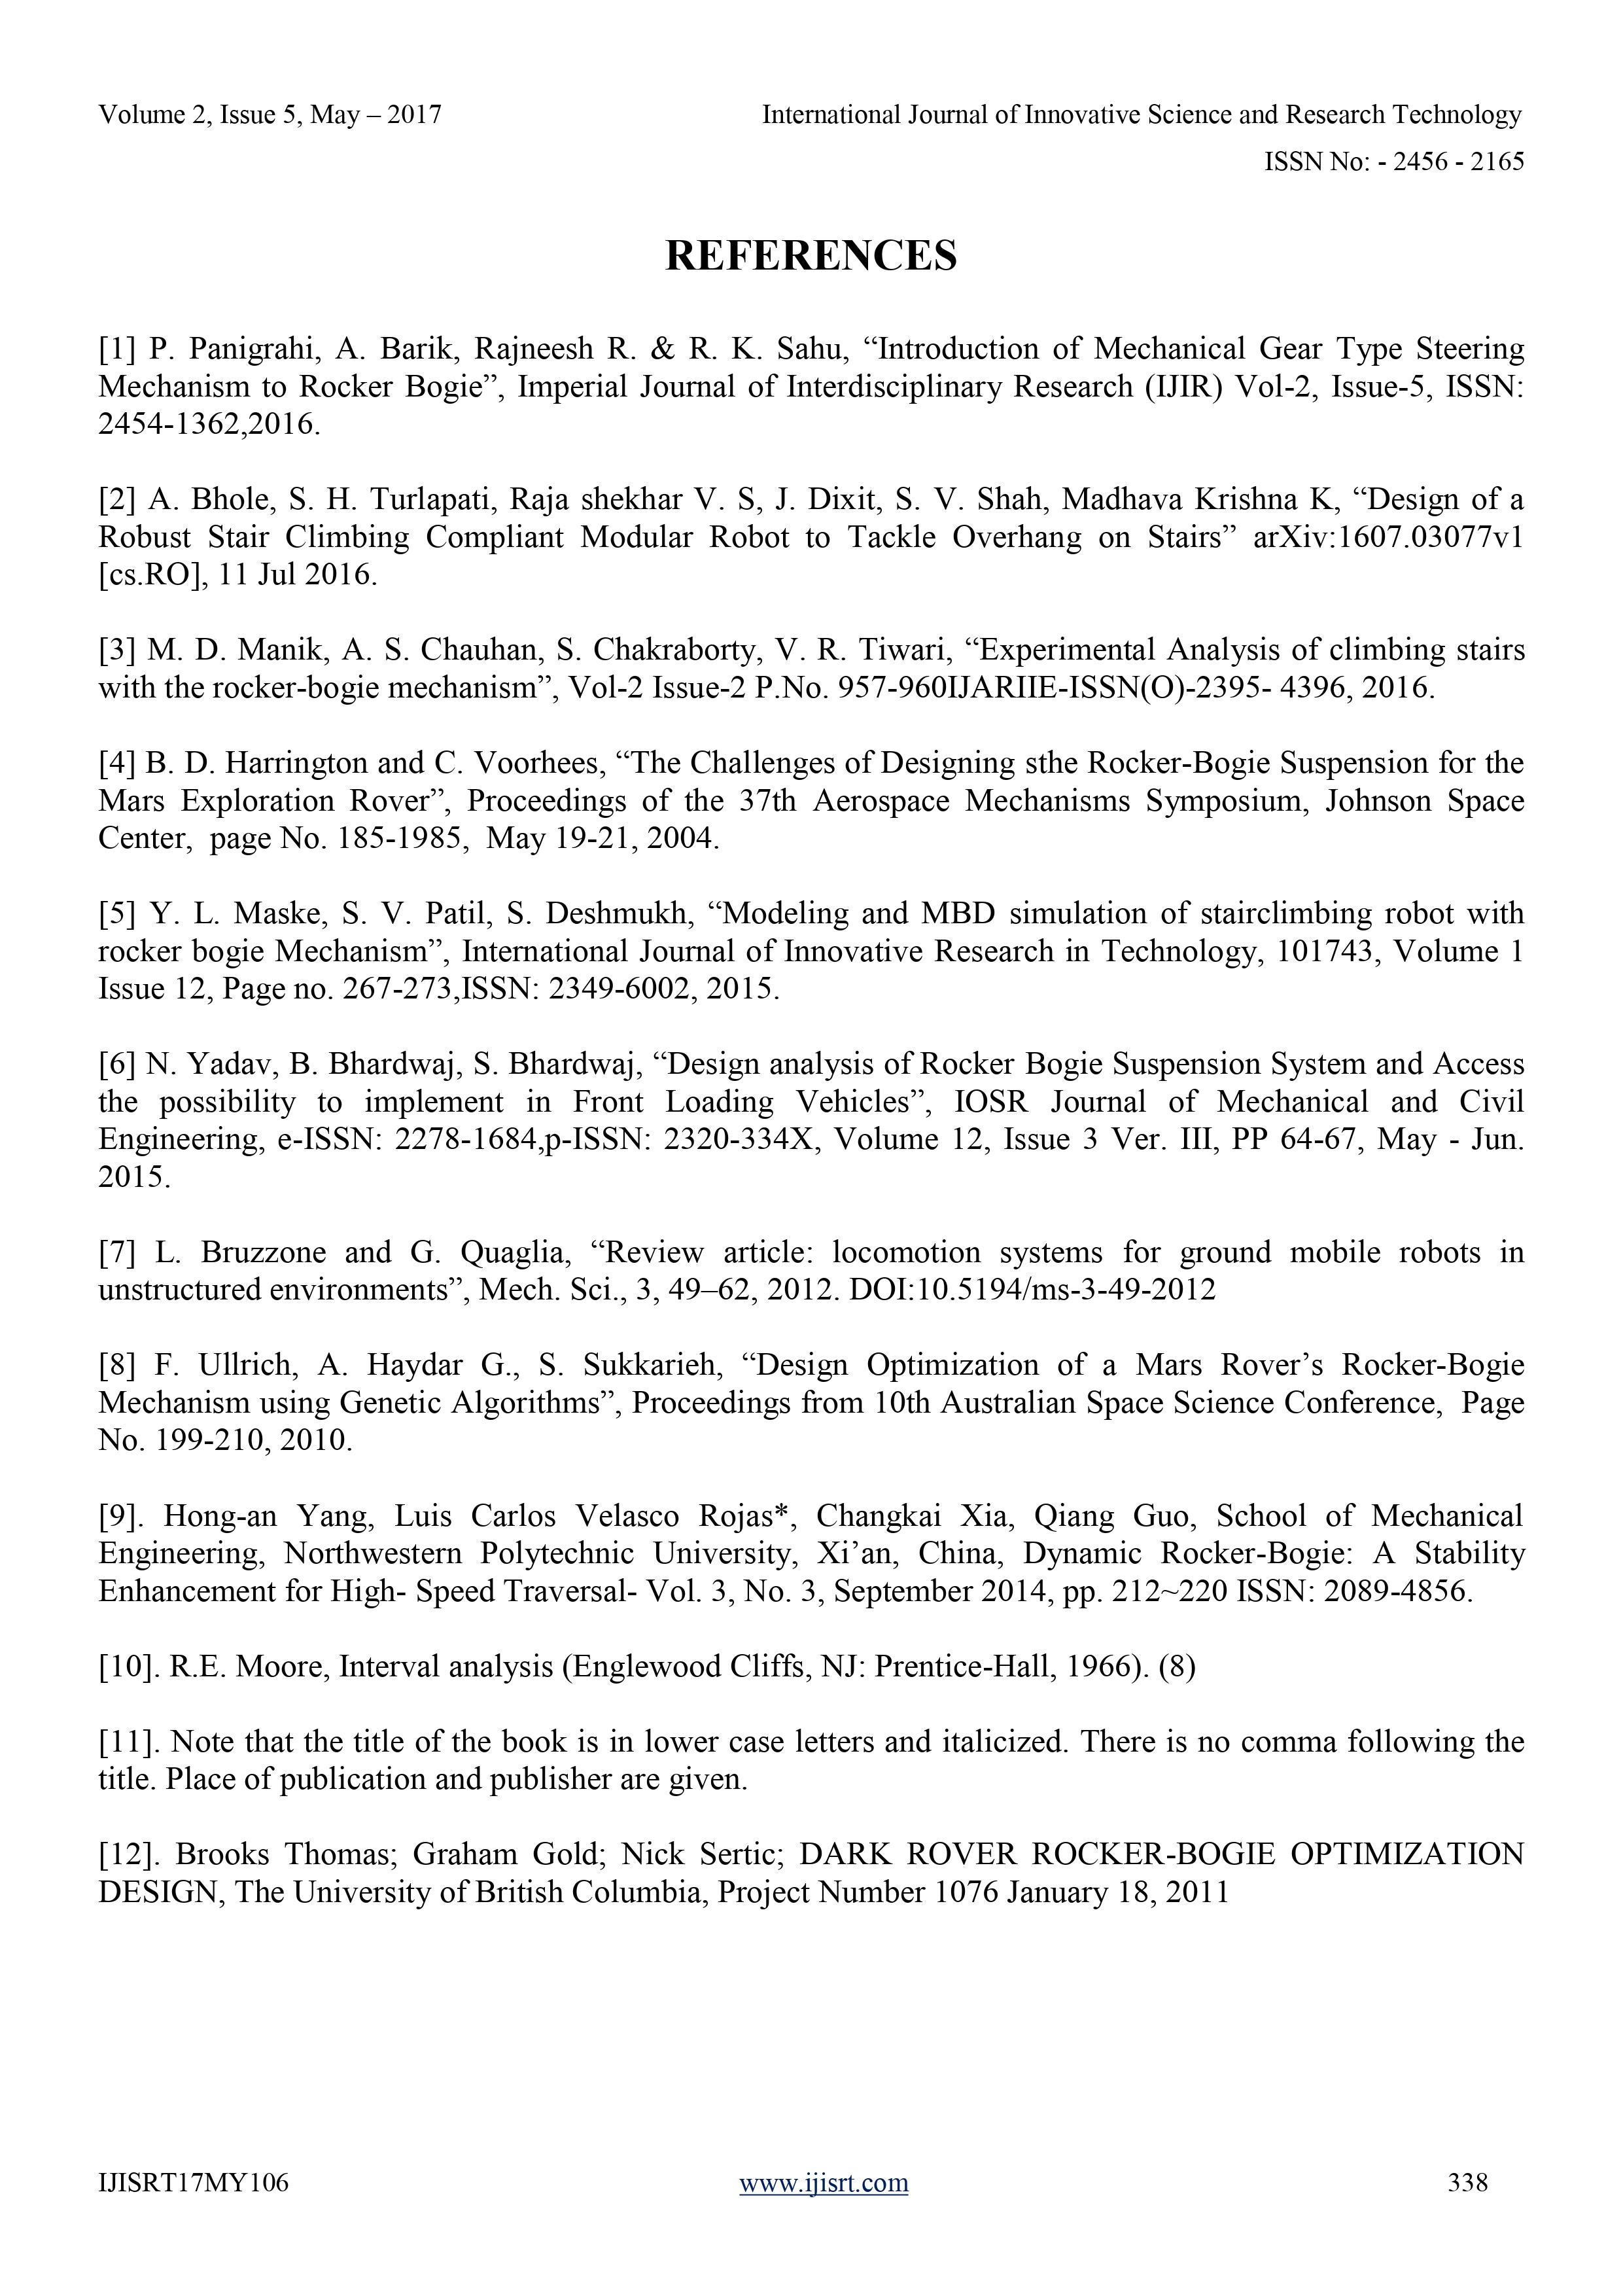 Volume 2, Issue 5, May – 2017 International Journal of Innovative Science and Research Technology
ISSN No: - 2456 - 2165
REFERENCES
[1] P. Panigrahi, A. Barik, Rajneesh R. & R. K. Sahu, “Introduction of Mechanical Gear Type Steering
Mechanism to Rocker Bogie”, Imperial Journal of Interdisciplinary Research (IJIR) Vol-2, Issue-5, ISSN:
2454-1362,2016.
[2] A. Bhole, S. H. Turlapati, Raja shekhar V. S, J. Dixit, S. V. Shah, Madhava Krishna K, “Design of a
Robust Stair Climbing Compliant Modular Robot to Tackle Overhang on Stairs” arXiv:1607.03077v1
[cs.RO], 11 Jul 2016.
[3] M. D. Manik, A. S. Chauhan, S. Chakraborty, V. R. Tiwari, “Experimental Analysis of climbing stairs
with the rocker-bogie mechanism”, Vol-2 Issue-2 P.No. 957-960IJARIIE-ISSN(O)-2395- 4396, 2016.
[4] B. D. Harrington and C. Voorhees, “The Challenges of Designing sthe Rocker-Bogie Suspension for the
Mars Exploration Rover”, Proceedings of the 37th Aerospace Mechanisms Symposium, Johnson Space
Center, page No. 185-1985, May 19-21, 2004.
[5] Y. L. Maske, S. V. Patil, S. Deshmukh, “Modeling and MBD simulation of stairclimbing robot with
rocker bogie Mechanism”, International Journal of Innovative Research in Technology, 101743, Volume 1
Issue 12, Page no. 267-273,ISSN: 2349-6002, 2015.
[6] N. Yadav, B. Bhardwaj, S. Bhardwaj, “Design analysis of Rocker Bogie Suspension System and Access
the possibility to implement in Front Loading Vehicles”, IOSR Journal of Mechanical and Civil
Engineering, e-ISSN: 2278-1684,p-ISSN: 2320-334X, Volume 12, Issue 3 Ver. III, PP 64-67, May - Jun.
2015.
[7] L. Bruzzone and G. Quaglia, “Review article: locomotion systems for ground mobile robots in
unstructured environments”, Mech. Sci., 3, 49–62, 2012. DOI:10.5194/ms-3-49-2012
[8] F. Ullrich, A. Haydar G., S. Sukkarieh, “Design Optimization of a Mars Rover’s Rocker-Bogie
Mechanism using Genetic Algorithms”, Proceedings from 10th Australian Space Science Conference, Page
No. 199-210, 2010.
[9]. Hong-an Yang, Luis Carlos Velasco Rojas*, Changkai Xia, Qiang Guo, School of Mechanical
Engineering, Northwestern Polytechnic University, Xi’an, China, Dynamic Rocker-Bogie: A Stability
Enhancement for High- Speed Traversal- Vol. 3, No. 3, September 2014, pp. 212~220 ISSN: 2089-4856.
[10]. R.E. Moore, Interval analysis (Englewood Cliffs, NJ: Prentice-Hall, 1966). (8)
[11]. Note that the title of the book is in lower case letters and italicized. There is no comma following the
title. Place of publication and publisher are given.
[12]. Brooks Thomas; Graham Gold; Nick Sertic; DARK ROVER ROCKER-BOGIE OPTIMIZATION
DESIGN, The University of British Columbia, Project Number 1076 January 18, 2011
IJISRT17MY106 www.ijisrt.com 338